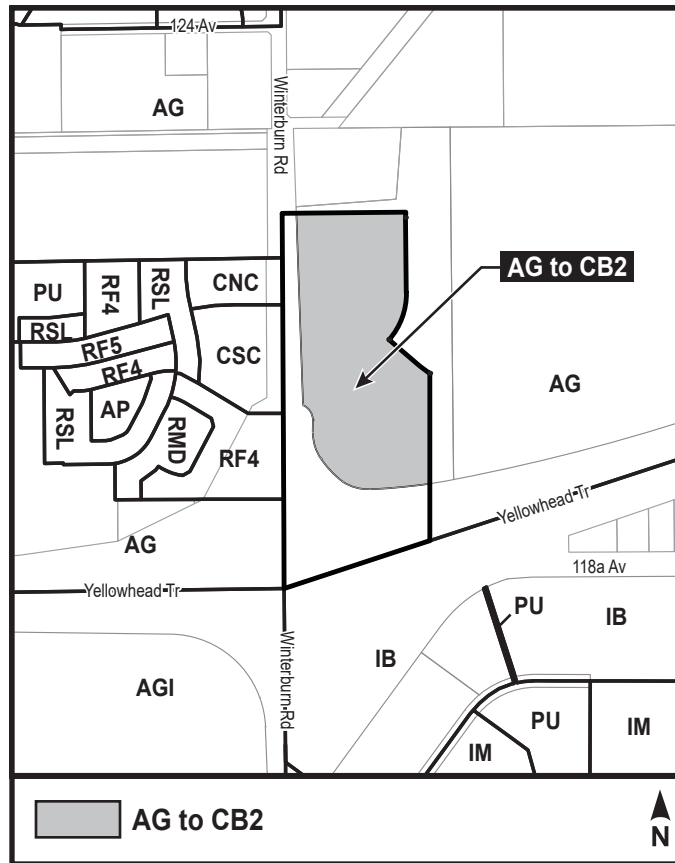 124 Av
AG
Winterburn Rd
AG to CB2
PU
RF4
RSL
CNC
RSL
RF5
RF4
CSC
AG
RSL
AP
RMD
RF4
Yellowhead Tr
AG
118a Av
Yellowhead Tr
PU
IB
Winterburn Rd
IB
AGI
PU
IM
IM
AG to CB2
N